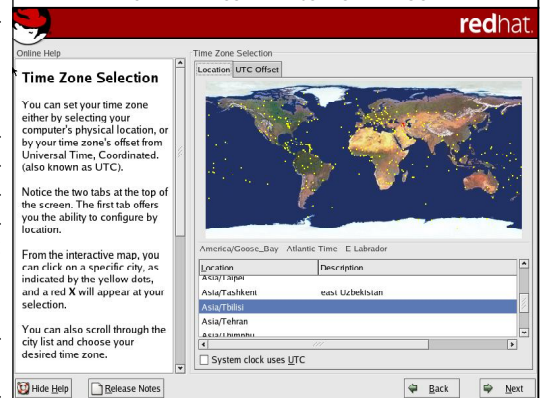 redhat.
Online Help
Time Zone Selection
You can set your time zone
either by selecting your
computer's physical location, or
by your time zone's offset from
Universal Time, Coordinated.
(also known as UTC).
Notice the two tabs at the top of
the screen. The first tab offers
you the ability to configure by
location.
From the interactive map, you
can click on a specific city, as
indicated by the yellow dots,
and a red X will appear at your
selection.
You can also scroll through the
city list and choose your
desired time zone.
Time Zone Selection
Location UTC Offset
America/Goose_Bay Atlantic Time E Labrador
Location Description
Asia/Taipei
Asia/Tashkent east Uzbekistan
Asia/Tbilisi
Asia/Tehran
Asia/Thimphu
System clock uses UTC
Hide Help Release Notes Back Next